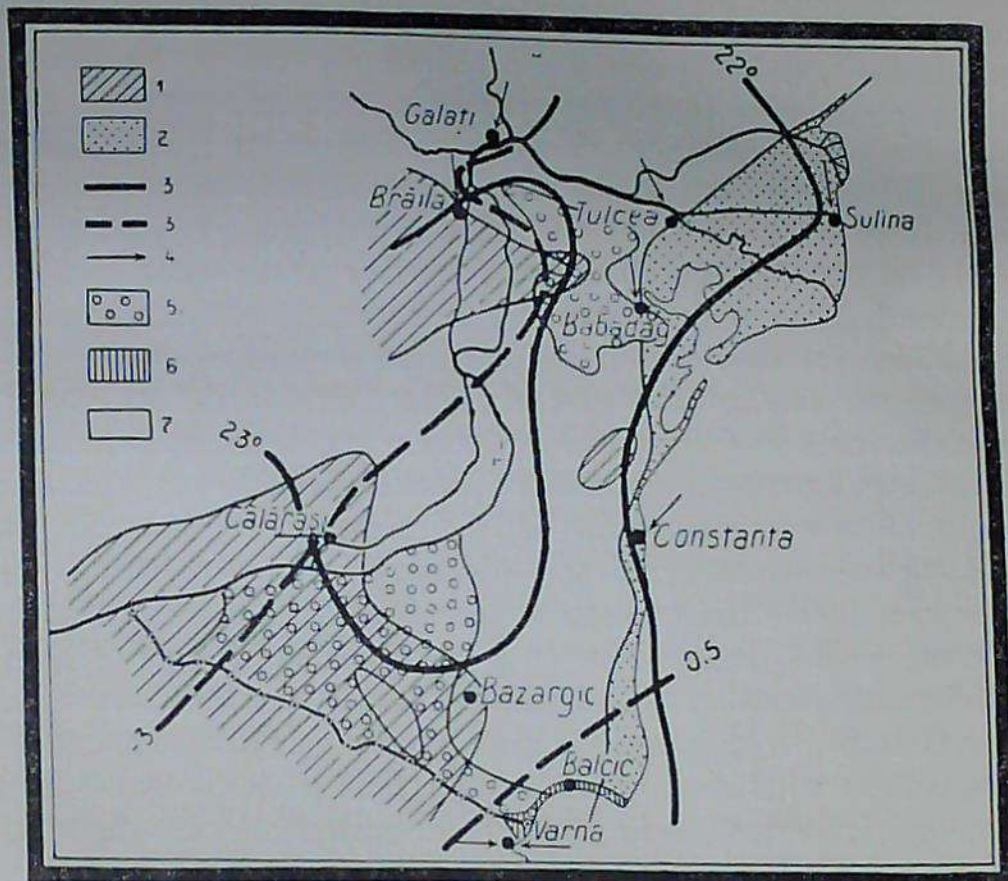 1
2
3
3
4
5
6
7
22°
Galati
Brăila
Tulcea
Sulina
Babadag
23°
Călărași
Constanta
Bazargic
0.5
-3
Balcic
Varna